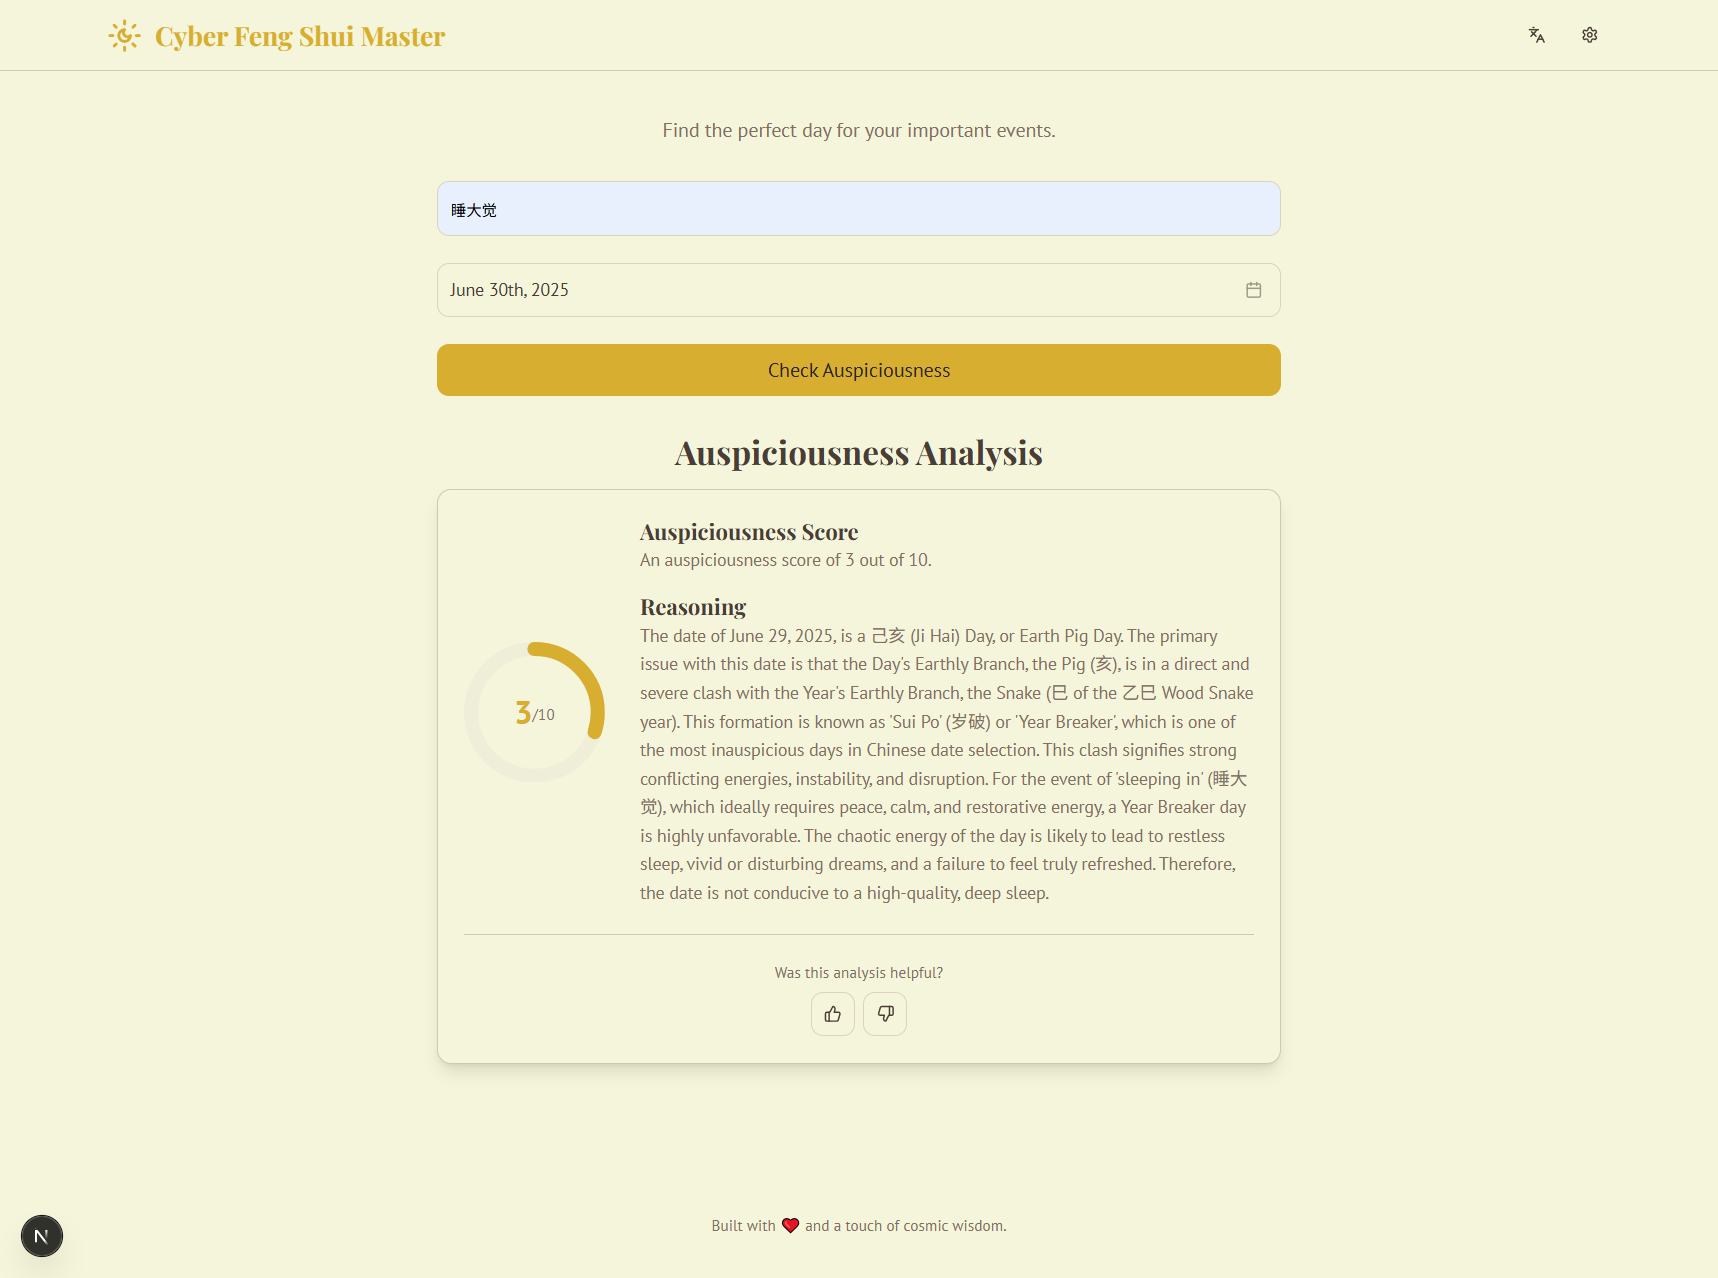 Cyber Feng Shui Master
Find the perfect day for your important events.
睡大觉
June 30th, 2025
Check Auspiciousness
Auspiciousness Analysis
Auspiciousness Score
An auspiciousness score of 3 out of 10.
Reasoning
The date of June 29, 2025, is a 己亥 (Ji Hai) Day, or Earth Pig Day. The primary
issue with this date is that the Day's Earthly Branch, the Pig (亥), is in a direct and
severe clash with the Year's Earthly Branch, the Snake (巳 of the 乙巳 Wood Snake
year). This formation is known as 'Sui Po' (岁破) or 'Year Breaker', which is one of
the most inauspicious days in Chinese date selection. This clash signifies strong
conflicting energies, instability, and disruption. For the event of 'sleeping in' (睡大
觉), which ideally requires peace, calm, and restorative energy, a Year Breaker day
is highly unfavorable. The chaotic energy of the day is likely to lead to restless
sleep, vivid or disturbing dreams, and a failure to feel truly refreshed. Therefore,
the date is not conducive to a high-quality, deep sleep.
3/10
Was this analysis helpful?
Built with ❤️ and a touch of cosmic wisdom.
N